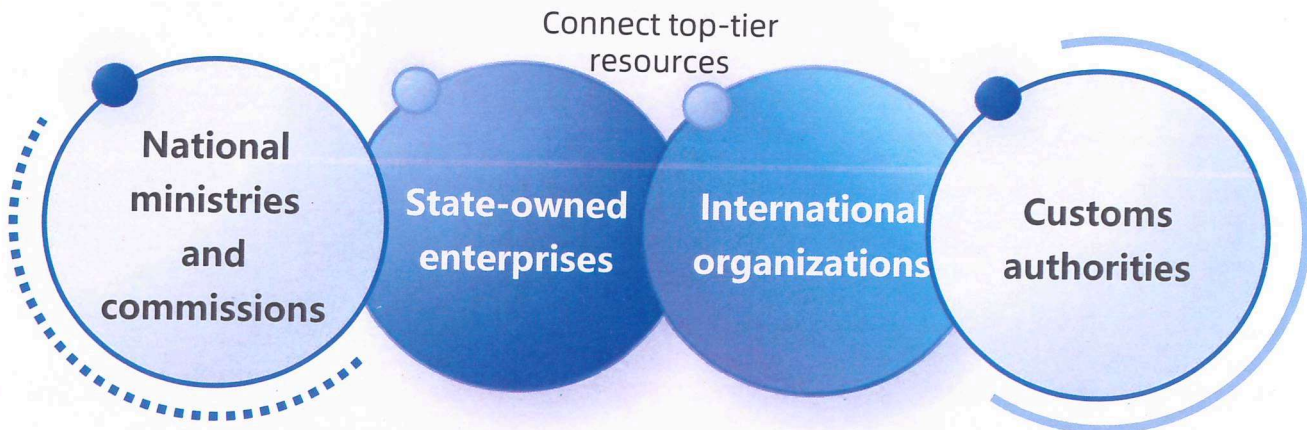 Connect top-tier
resources
National
ministries
and
commissions
State-owned
enterprises
International
organizations
Customs
authorities